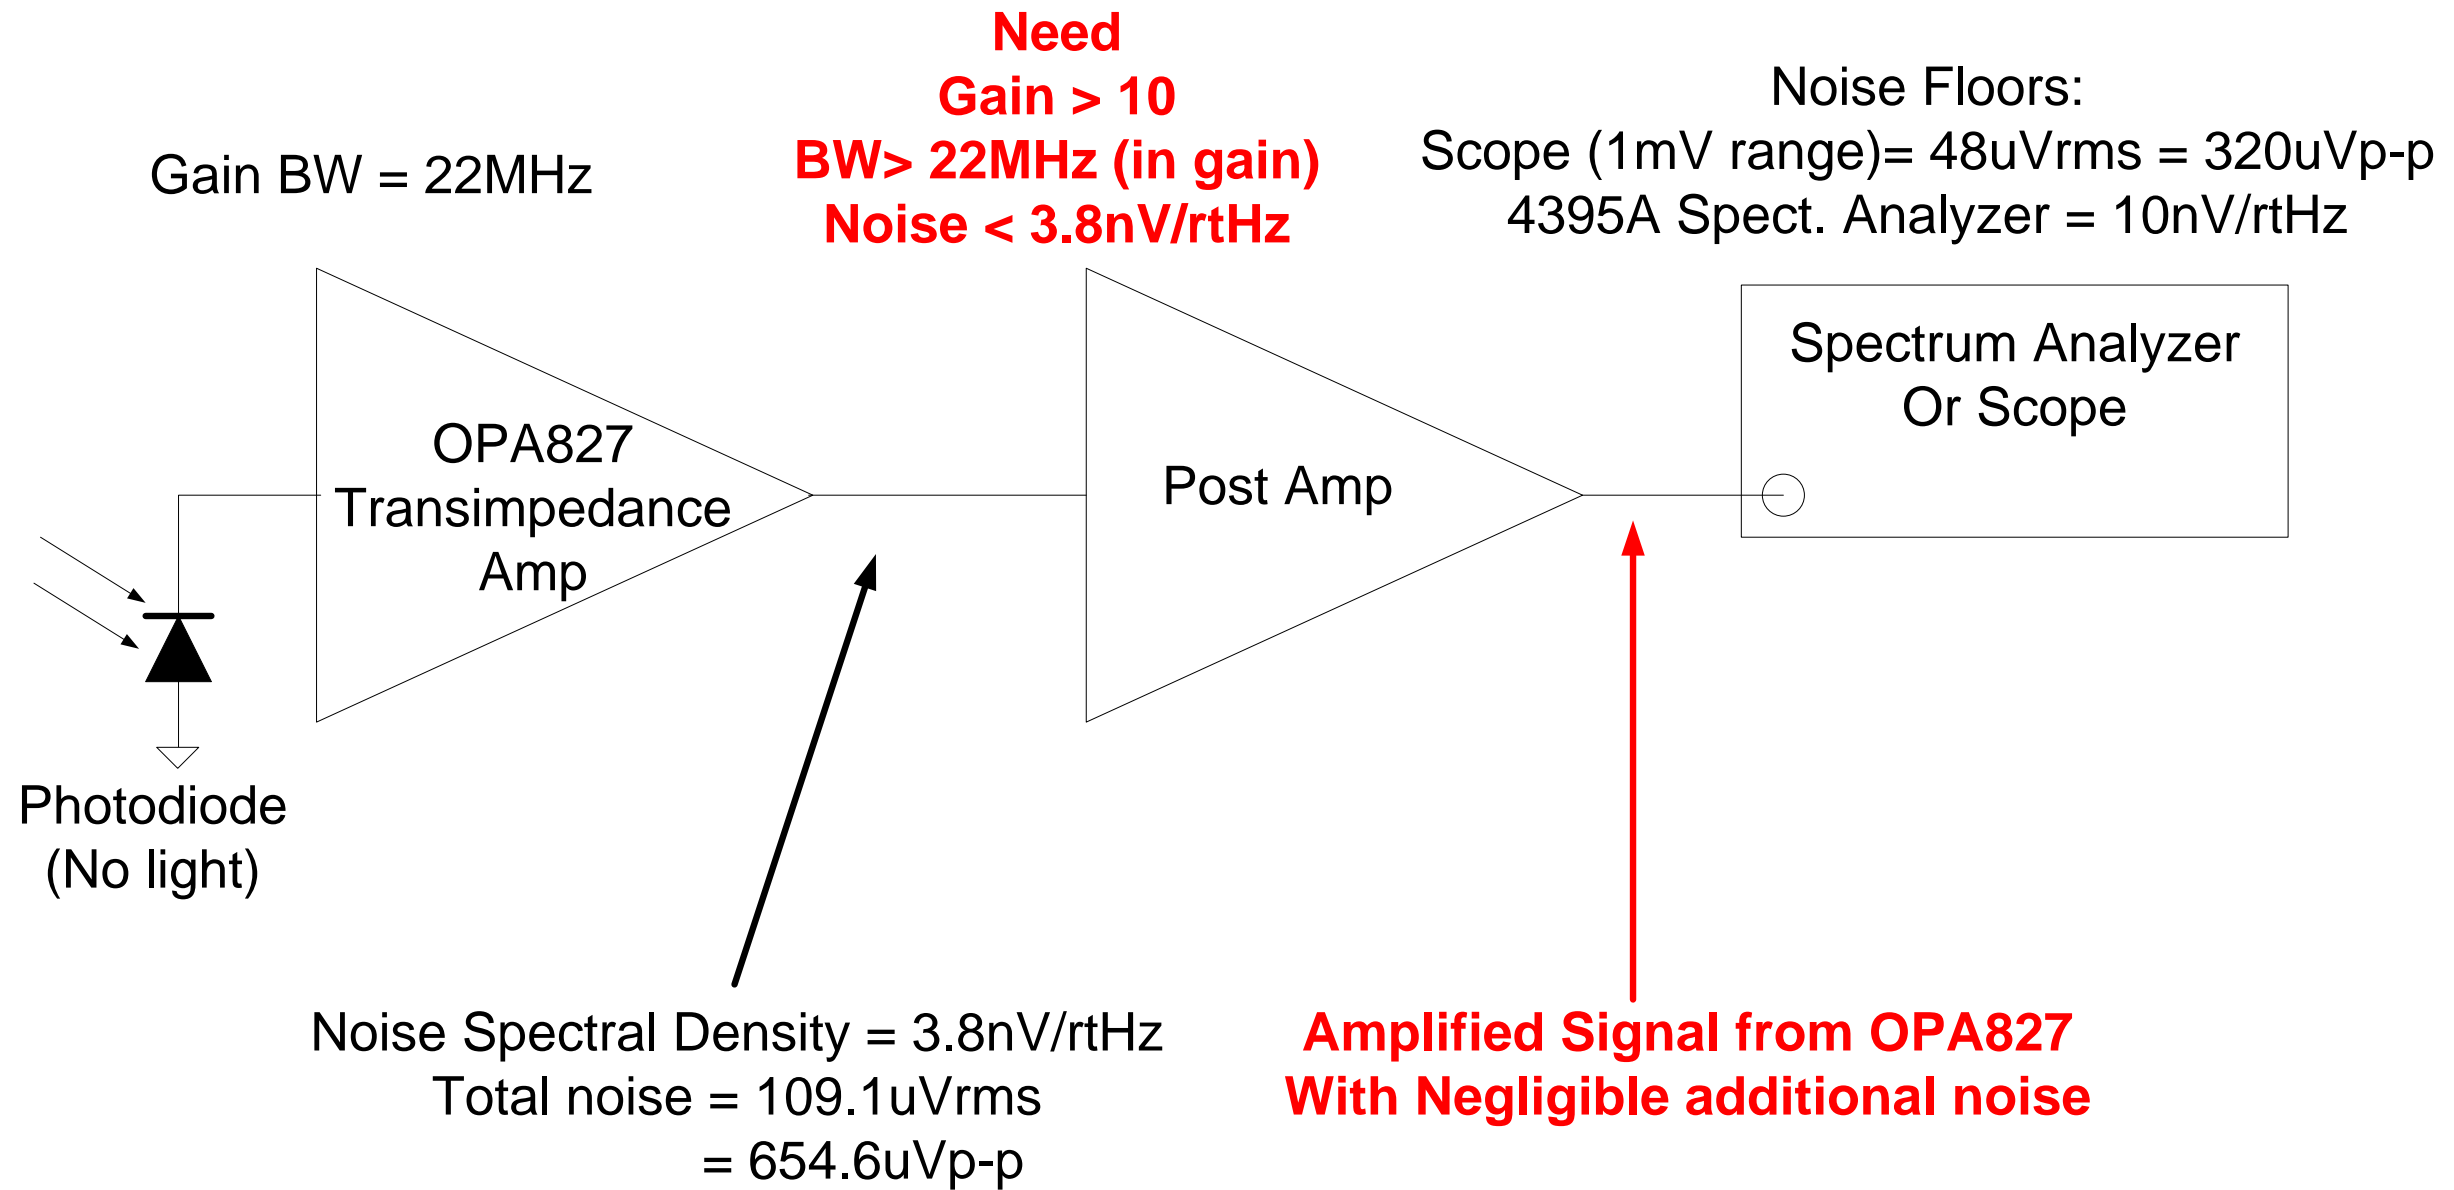 Need
Gain > 10
BW> 22MHz (in gain)
Noise < 3.8nV/rtHz
Noise Floors:
Scope (1mV range)= 48uVrms = 320uVp-p
4395A Spect. Analyzer = 10nV/rtHz
Gain BW = 22MHz
OPA827
Transimpedance
Amp
Post Amp
Spectrum Analyzer
Or Scope
Photodiode
(No light)
Noise Spectral Density = 3.8nV/rtHz
Total noise = 109.1uVrms
= 654.6uVp-p
Amplified Signal from OPA827
With Negligible additional noise